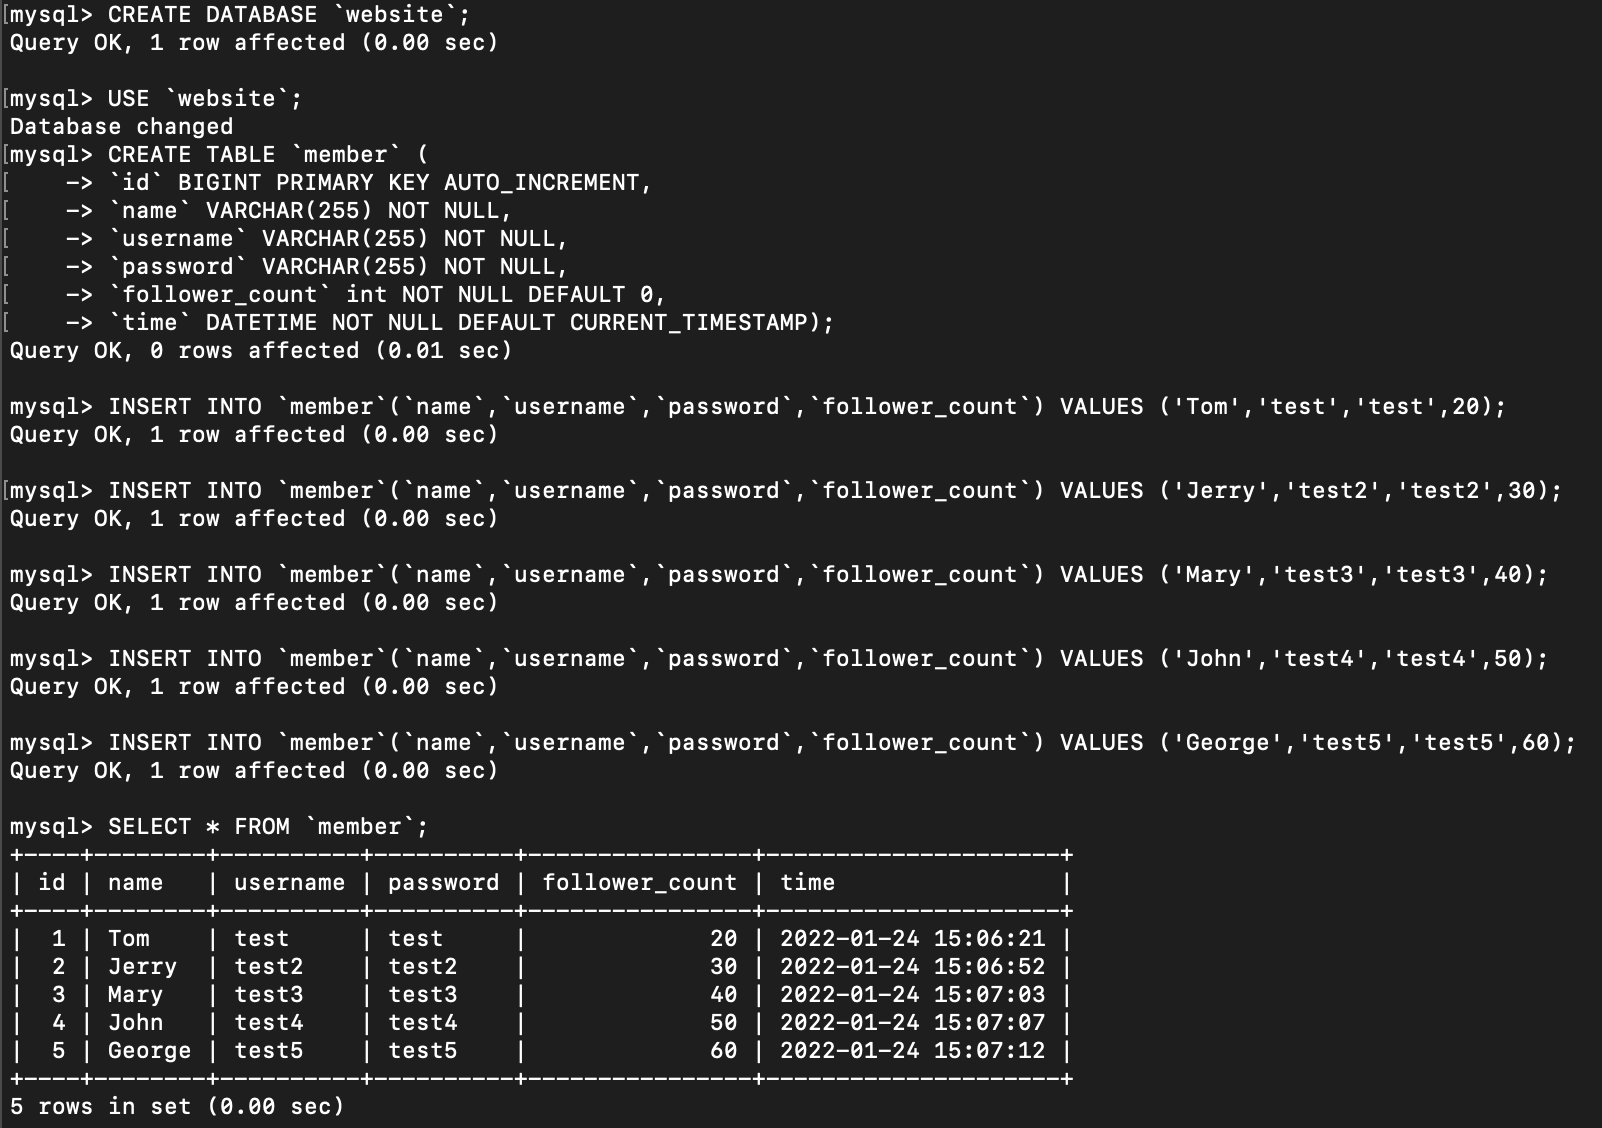 [mysql> CREATE DATABASE `website`;
Query OK, 1 row affected (0.00 sec)

[mysql> USE `website`;
Database changed
[mysql> CREATE TABLE `member` (
[    -> `id` BIGINT PRIMARY KEY AUTO_INCREMENT,
[    -> `name` VARCHAR(255) NOT NULL,
[    -> `username` VARCHAR(255) NOT NULL,
[    -> `password` VARCHAR(255) NOT NULL,
[    -> `follower_count` int NOT NULL DEFAULT 0,
[    -> `time` DATETIME NOT NULL DEFAULT CURRENT_TIMESTAMP);
Query OK, 0 rows affected (0.01 sec)

mysql> INSERT INTO `member`(`name`,`username`,`password`,`follower_count`) VALUES ('Tom','test','test',20);
Query OK, 1 row affected (0.00 sec)

[mysql> INSERT INTO `member`(`name`,`username`,`password`,`follower_count`) VALUES ('Jerry','test2','test2',30);
Query OK, 1 row affected (0.00 sec)

mysql> INSERT INTO `member`(`name`,`username`,`password`,`follower_count`) VALUES ('Mary','test3','test3',40);
Query OK, 1 row affected (0.00 sec)

mysql> INSERT INTO `member`(`name`,`username`,`password`,`follower_count`) VALUES ('John','test4','test4',50);
Query OK, 1 row affected (0.00 sec)

mysql> INSERT INTO `member`(`name`,`username`,`password`,`follower_count`) VALUES ('George','test5','test5',60);
Query OK, 1 row affected (0.00 sec)

mysql> SELECT * FROM `member`;
+----+--------+----------+----------+----------------+---------------------+
| id | name   | username | password | follower_count | time                |
+----+--------+----------+----------+----------------+---------------------+
|  1 | Tom    | test     | test     |             20 | 2022-01-24 15:06:21 |
|  2 | Jerry  | test2    | test2    |             30 | 2022-01-24 15:06:52 |
|  3 | Mary   | test3    | test3    |             40 | 2022-01-24 15:07:03 |
|  4 | John   | test4    | test4    |             50 | 2022-01-24 15:07:07 |
|  5 | George | test5    | test5    |             60 | 2022-01-24 15:07:12 |
+----+--------+----------+----------+----------------+---------------------+
5 rows in set (0.00 sec)